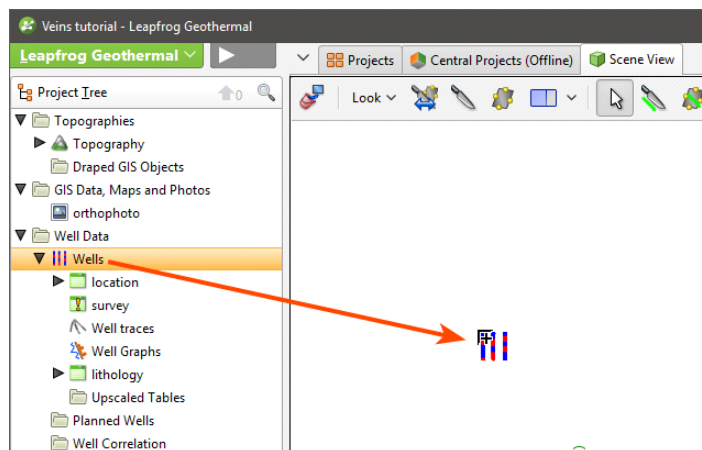 Veins tutorial - Leapfrog Geothermal
Leapfrog Geothermal
Projects
Central Projects (Offline)
Scene View
Project Tree
0
Look
Topographies
Topography
Draped GIS Objects
GIS Data, Maps and Photos
orthophoto
Well Data
Wells
location
survey
Well traces
Well Graphs
lithology
Upscaled Tables
Planned Wells
Well Correlation